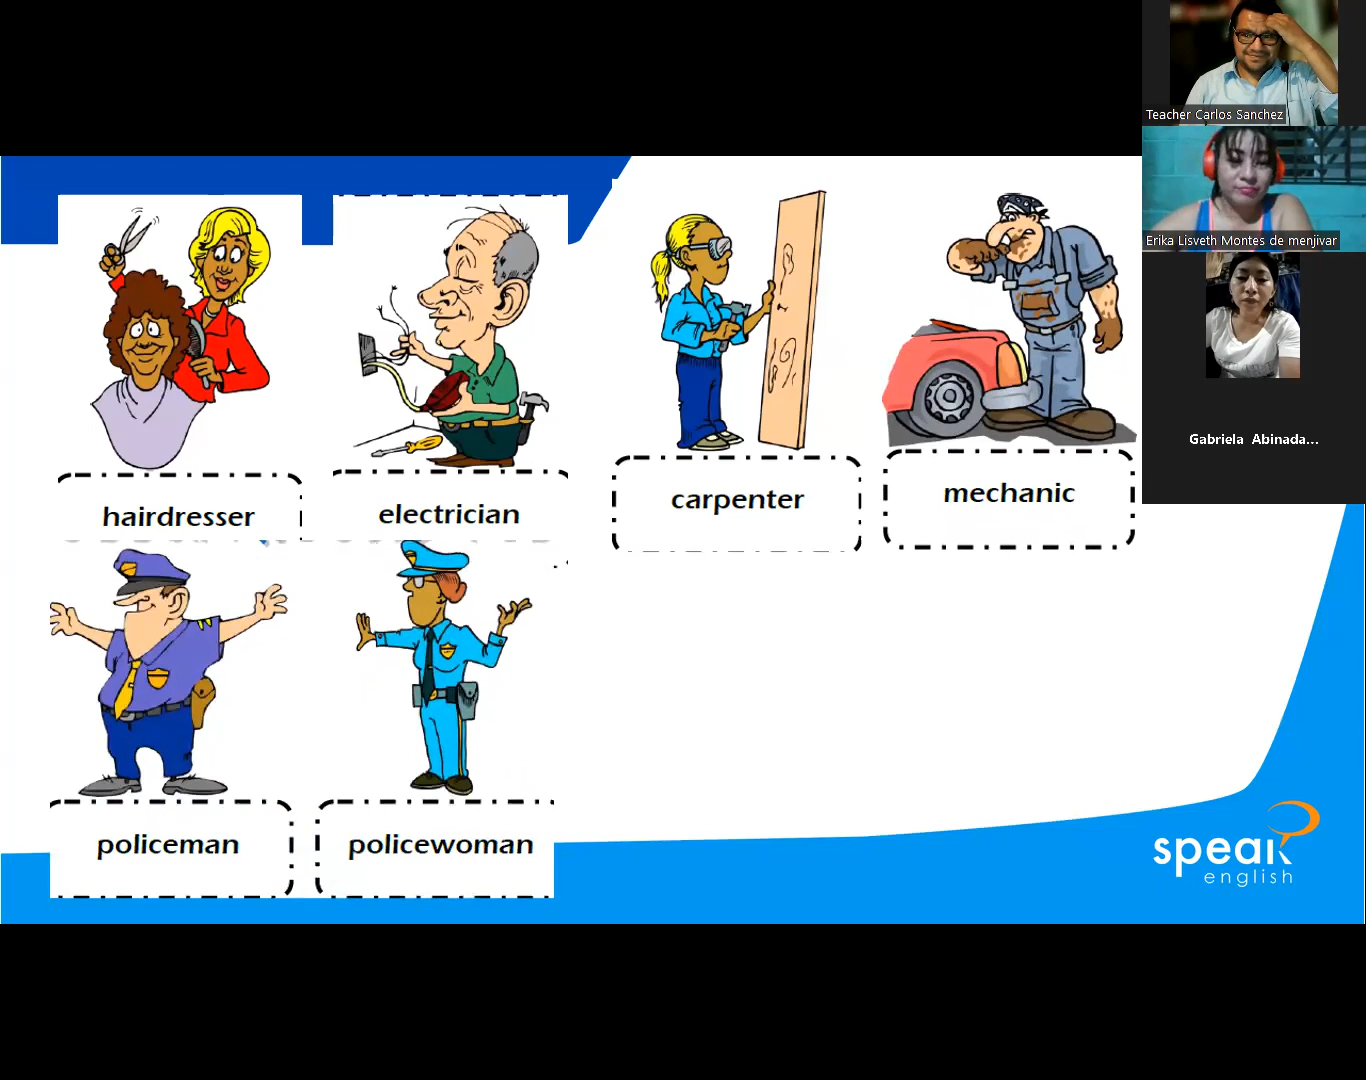 Teacher Carlos Sanchez
Erika Lisveth Montes de menjivar
Gabriela Abinada...
hairdresser
electrician
carpenter
mechanic
policeman
policewoman
speak
english